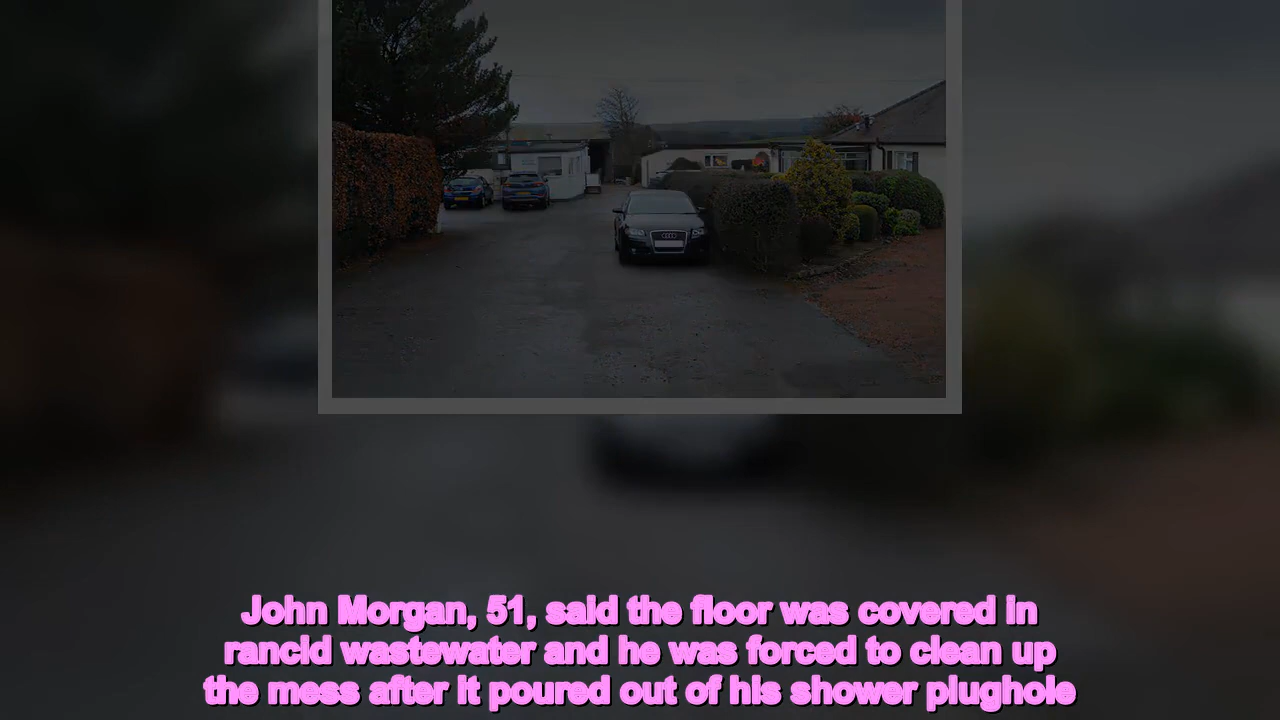 John Morgan, 51, said the floor was covered in
rancid wastewater and he was forced to clean up
the mess after it poured out of his shower plughole